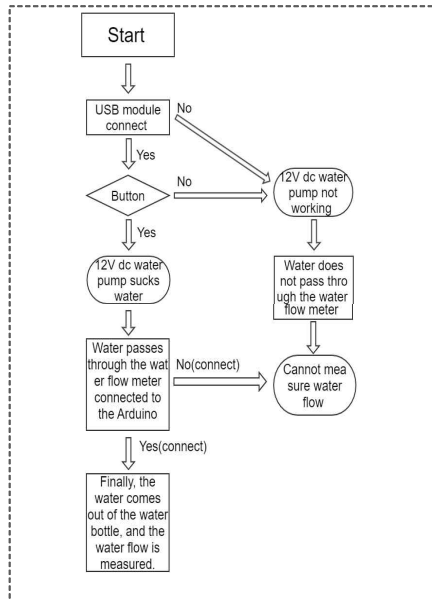 Start
USB module
connect
No
Yes
Button
No
12V dc water
pump not
working
Yes
12V dc water
pump sucks
water
Water does
not pass thro
ugh the water
flow meter
Water passes
through the wat
er flow meter
connected to
the Arduino
No(connect)
Cannot mea
sure water
flow
Yes(connect)
Finally, the
water comes
out of the water
bottle, and the
water flow is
measured.